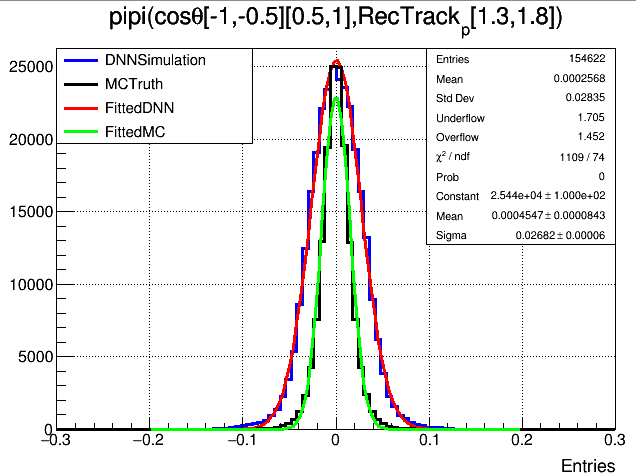 pipi(cosθ[-1,-0.5][0.5,1],RecTrack_p[1.3,1.8])
DNNSimulation
MCTruth
FittedDNN
FittedMC
Entries 154622
Mean 0.0002568
Std Dev 0.02835
Underflow 1.705
Overflow 1.452
χ² / ndf 1109 / 74
Prob 0
Constant 2.544e+04 ± 1.000e+02
Mean 0.0004547 ± 0.0000843
Sigma 0.02682 ± 0.00006
25000
20000
15000
10000
5000
0
−0.3 −0.2 −0.1 0 0.1 0.2 0.3
Entries